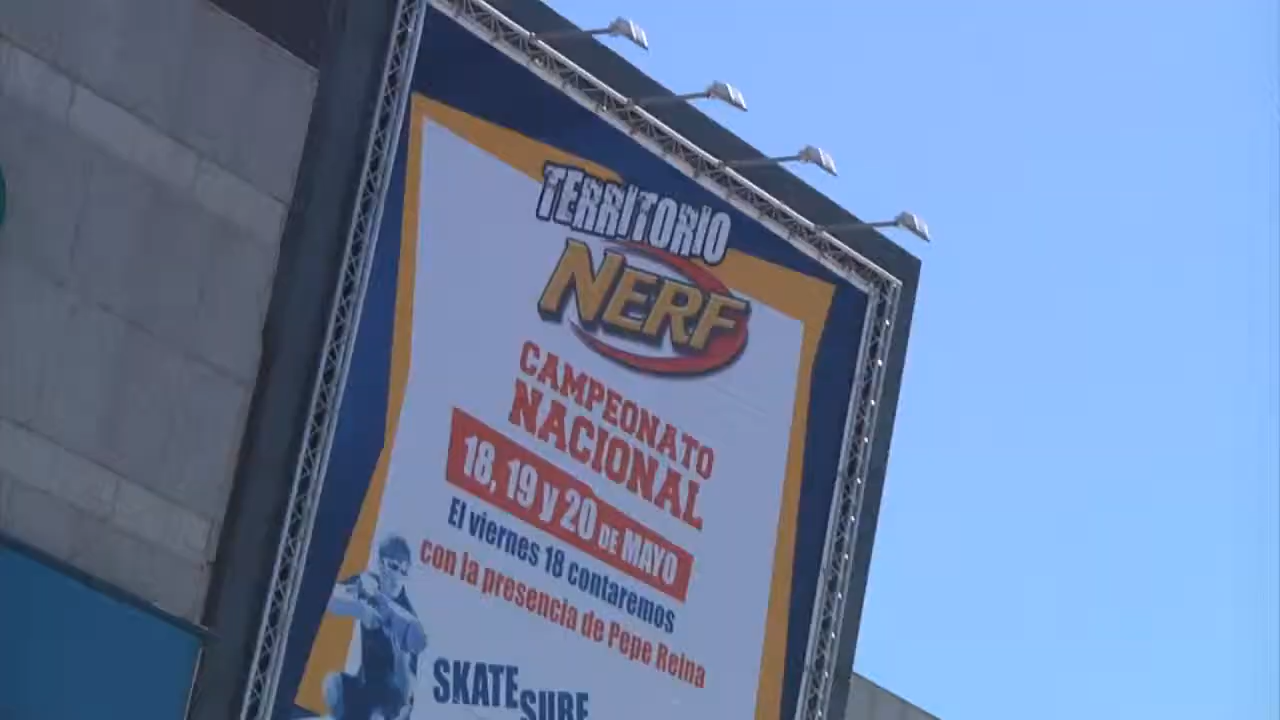 TERRITORIO
NERF
CAMPEONATO
NACIONAL
18, 19 y 20 DE MAYO
El viernes 18 contaremos
con la presencia de Pepe Reina
SKATE SURF